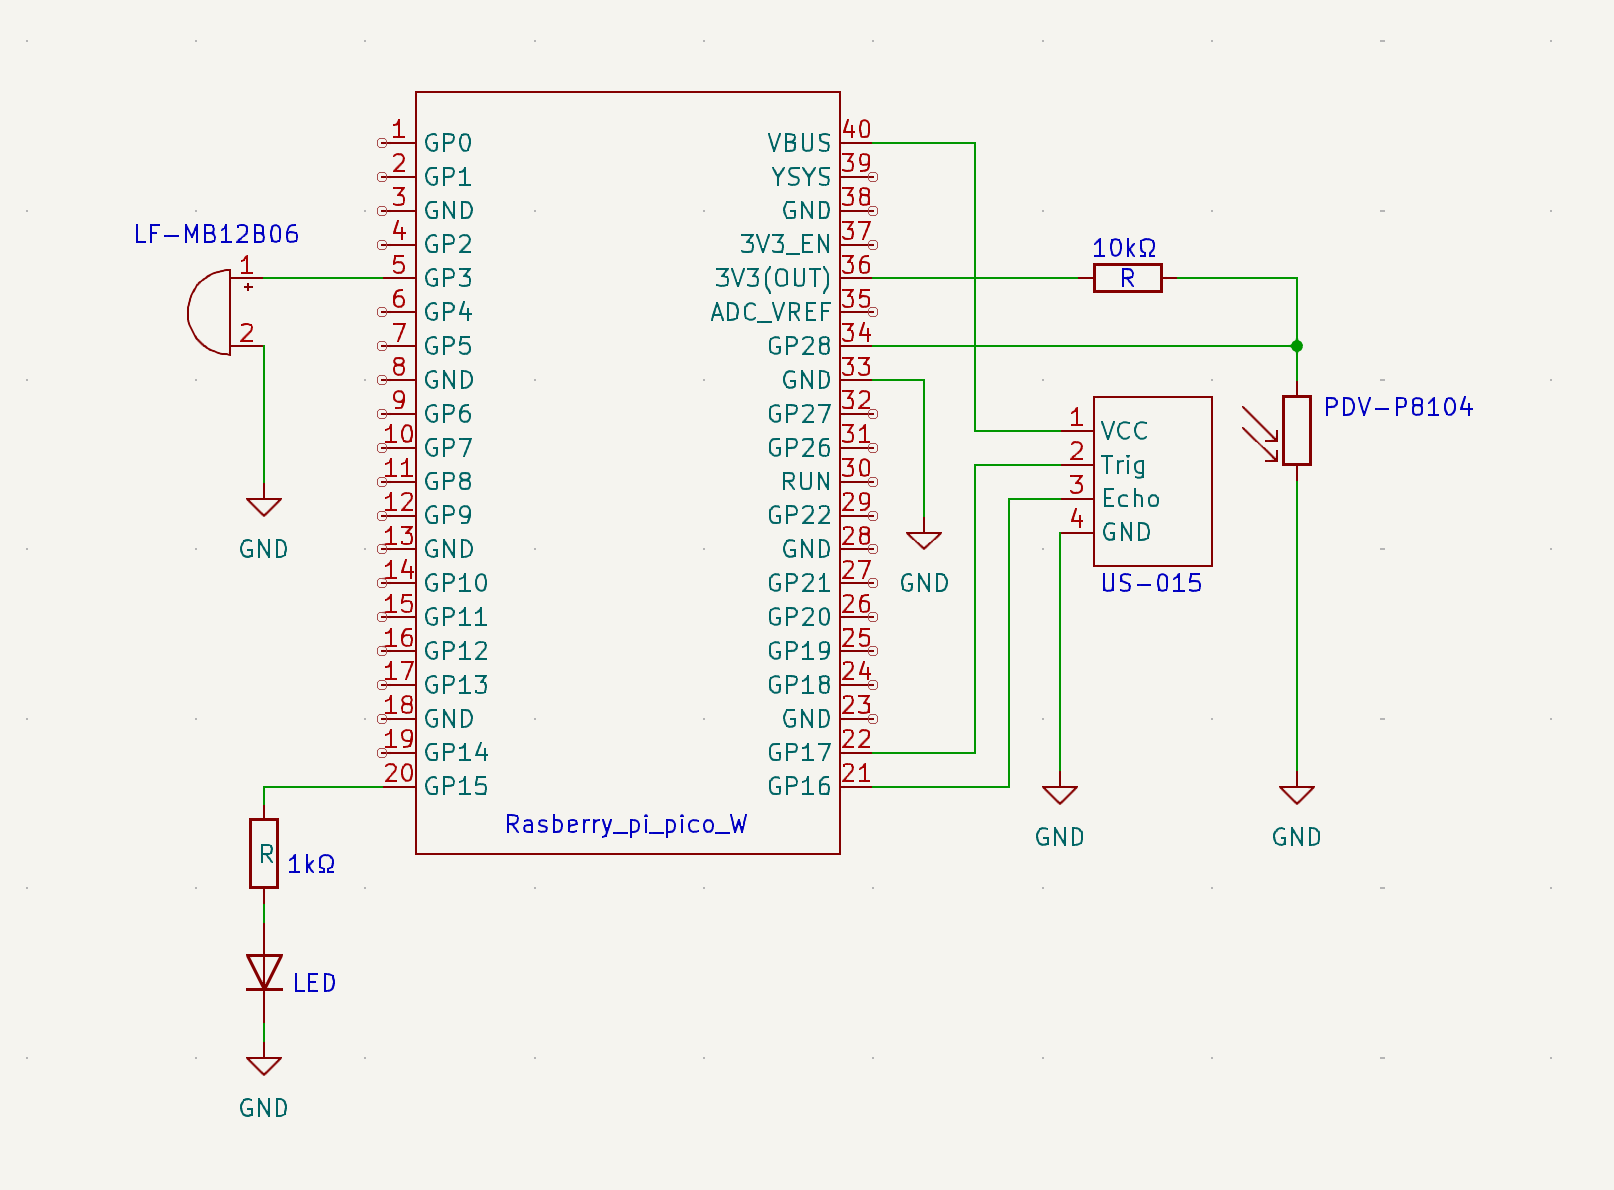 LF-MB12B06
1
+
2
GND
1 GP0
2 GP1
3 GND
4 GP2
5 GP3
6 GP4
7 GP5
8 GND
9 GP6
10 GP7
11 GP8
12 GP9
13 GND
14 GP10
15 GP11
16 GP12
17 GP13
18 GND
19 GP14
20 GP15
VBUS 40
YSYS 39
GND 38
3V3_EN 37
3V3(OUT) 36
ADC_VREF 35
GP28 34
GND 33
GP27 32
GP26 31
RUN 30
GP22 29
GND 28
GP21 27
GP20 26
GP19 25
GP18 24
GND 23
GP17 22
GP16 21
Rasberry_pi_pico_W
GND
10kΩ
R
1 VCC
2 Trig
3 Echo
4 GND
US-015
PDV-P8104
GND
GND
R
1kΩ
LED
GND